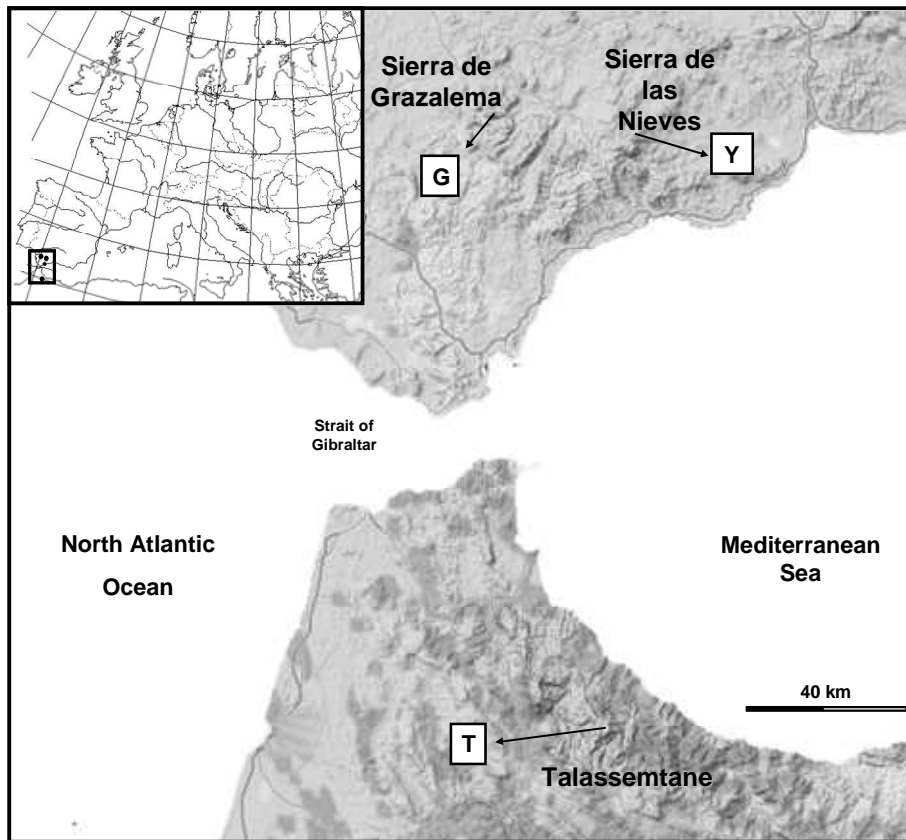 Sierra de
Grazalema
G
Sierra de
las
Nieves
Y
Strait of
Gibraltar
North Atlantic
Ocean
Mediterranean
Sea
40 km
T
Talassemtane